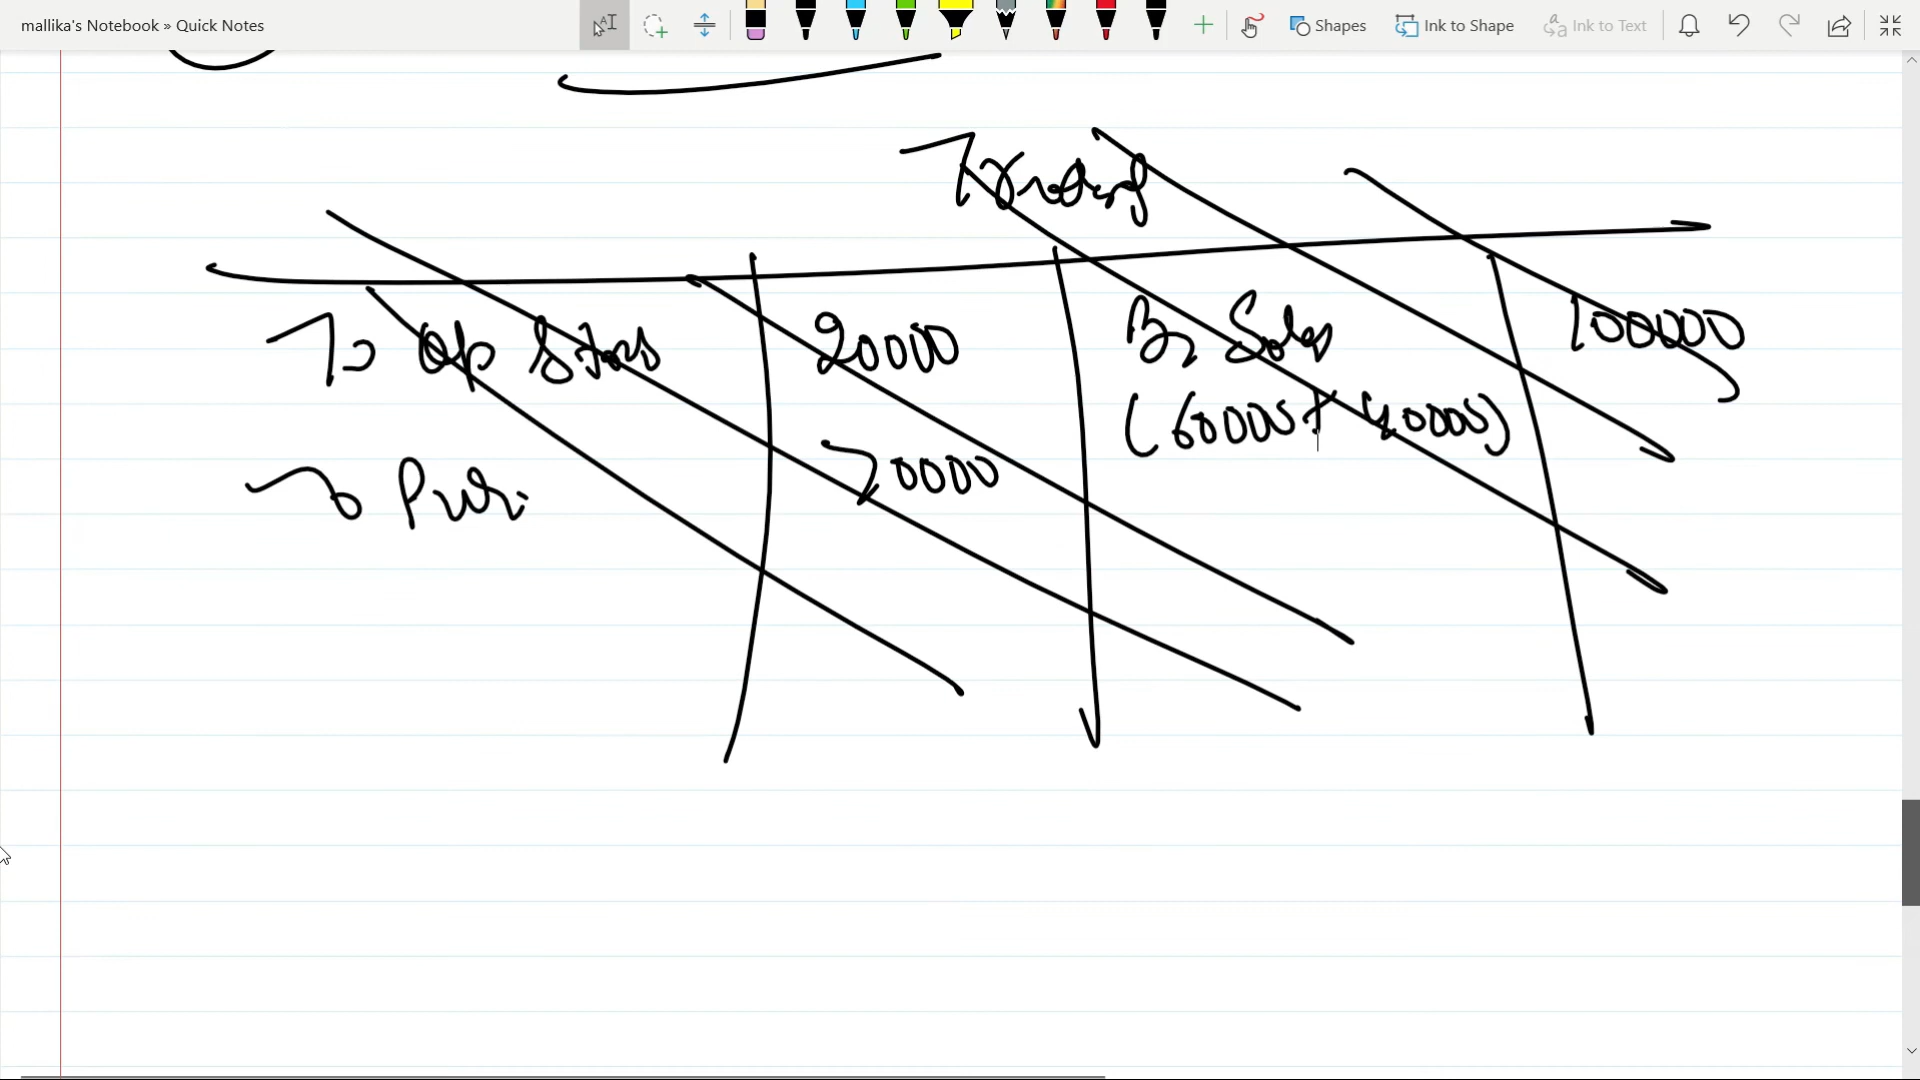 mallika's Notebook » Quick Notes
Shapes
Ink to Shape
Ink to Text
Trading
To Op Stock 20000 By Sales 100000
(60000 + 40000)
To Pur. 70000